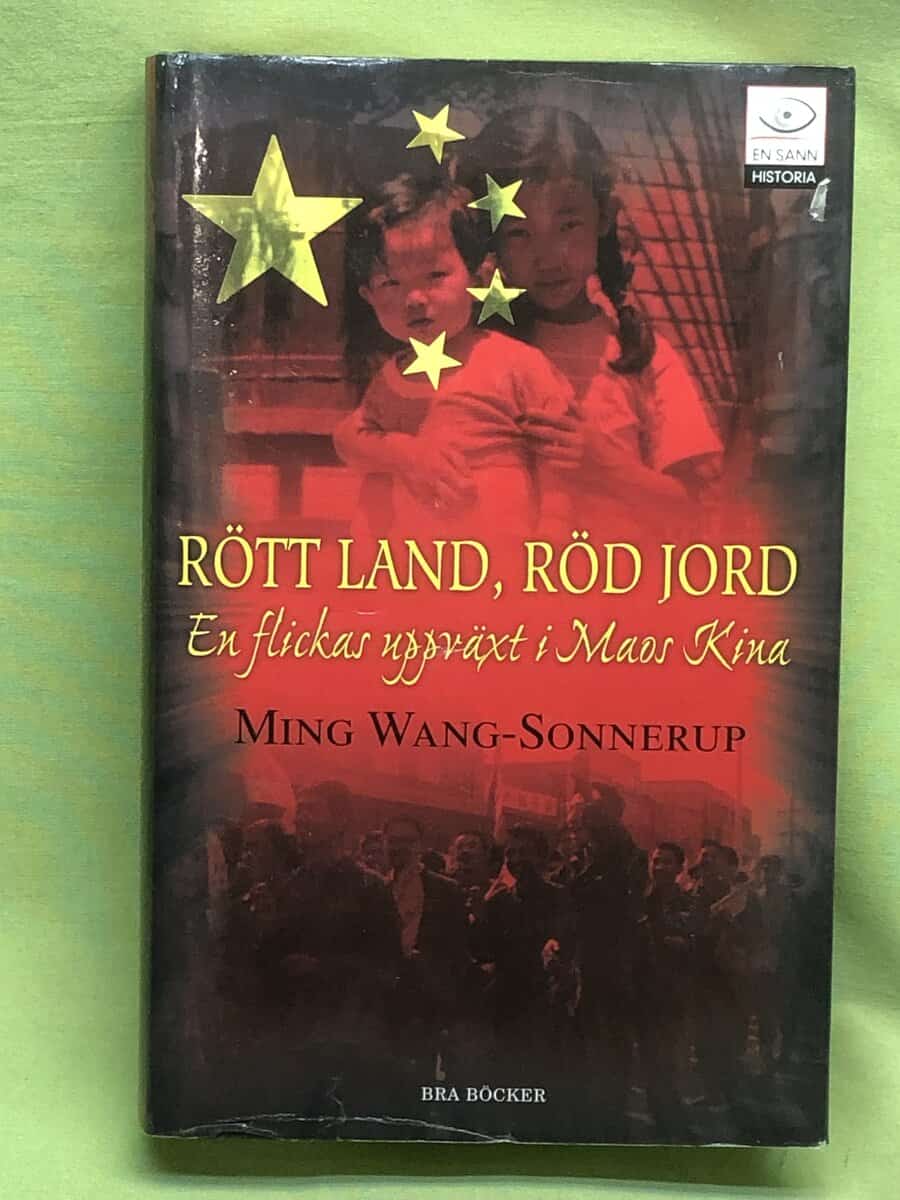 EN SANN
HISTORIA
RÖTT LAND, RÖD JORD
En flickas uppväxt i Maos Kina
MING WANG-SONNERUP
BRA BÖCKER